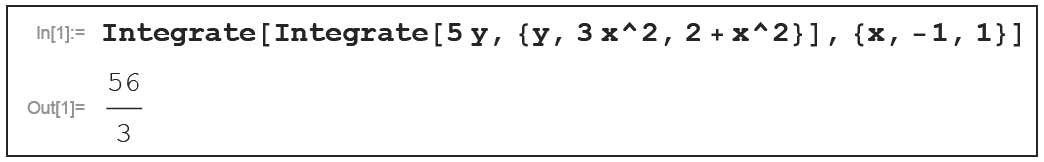 In[1]:= Integrate[Integrate[5 y, {y, 3 x^2, 2 + x^2}], {x, -1, 1}]
56
Out[1]=
3